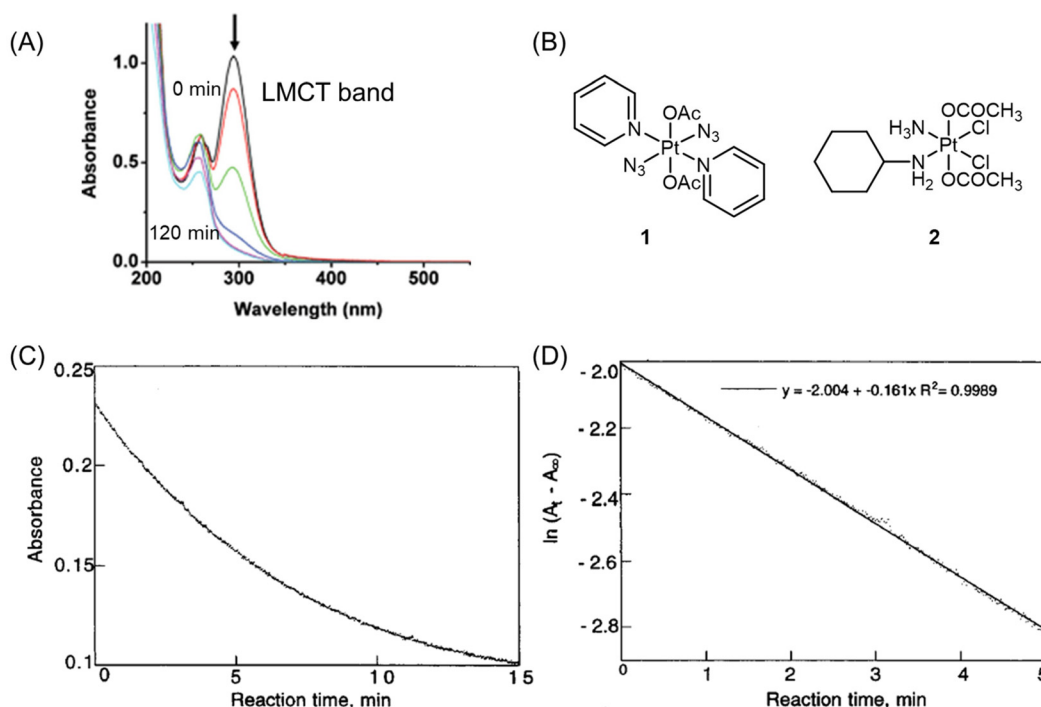 (A)
Absorbance
1.0
0.5
0.0
0 min
120 min
LMCT band
200
300
400
500
Wavelength (nm)
(B)
N
OAc
N3
Pt
N3
N
OAc
1
OCOCH3
H3N
Cl
Pt
Cl
N
H2
OCOCH3
2
(C)
Absorbance
0.25
0.2
0.15
0.1
0
5
10
15
Reaction time, min
(D)
ln (At - A∞)
- 2.0
- 2.2
- 2.4
- 2.6
- 2.8
y = -2.004 + -0.161x R2= 0.9989
0
1
2
3
4
5
Reaction time, min